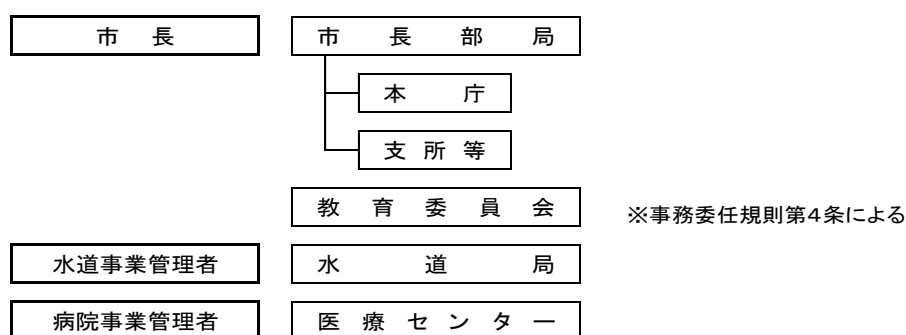 市長 市長部局
本庁
支所等
教育委員会 ※事務委任規則第4条による
水道事業管理者 水道局
病院事業管理者 医療センター